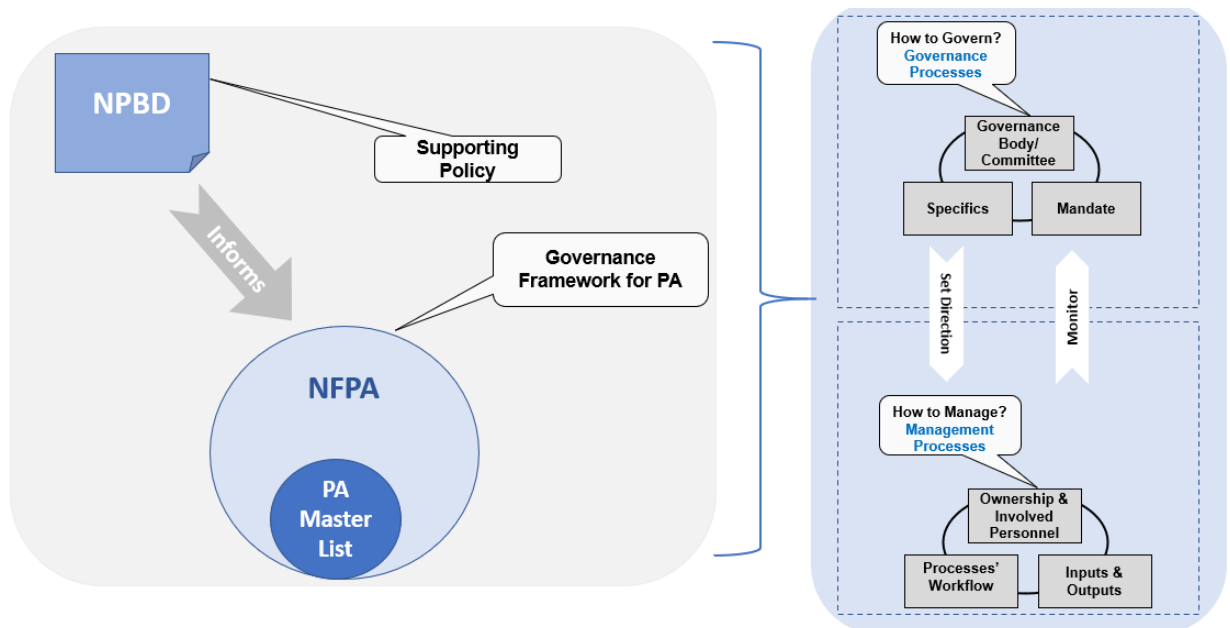 NPBD
Supporting
Policy
Informs
Governance
Framework for PA
NFPA
PA
Master
List
How to Govern?
Governance
Processes
Governance
Body/
Committee
Specifics
Mandate
Set Direction
Monitor
How to Manage?
Management
Processes
Ownership &
Involved
Personnel
Processes’
Workflow
Inputs &
Outputs